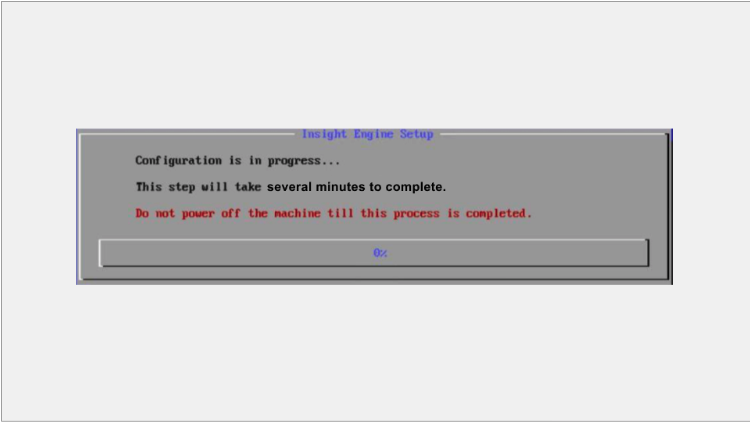 Insight Engine Setup
Configuration is in progress...
This step will take several minutes to complete.
Do not power off the machine till this process is completed.
0%